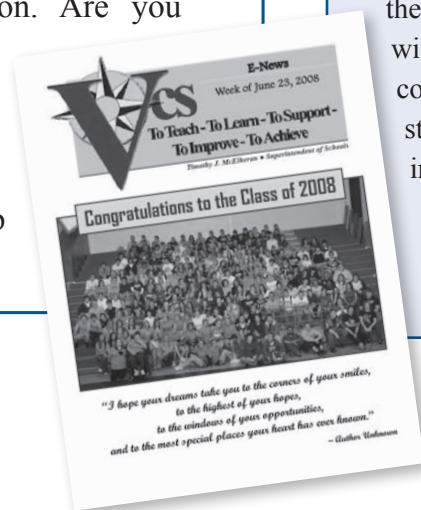 on. Are you
the
wi
co
st
in
E-News
Week of June 23, 2008
VCS
To Teach - To Learn - To Support -
To Improve - To Achieve
Timothy J. McElheran • Superintendent of Schools
Congratulations to the Class of 2008
"I hope your dreams take you to the corners of your smiles,
to the highest of your hopes,
to the windows of your opportunities,
and to the most special places your heart has ever known."
~ Author Unknown